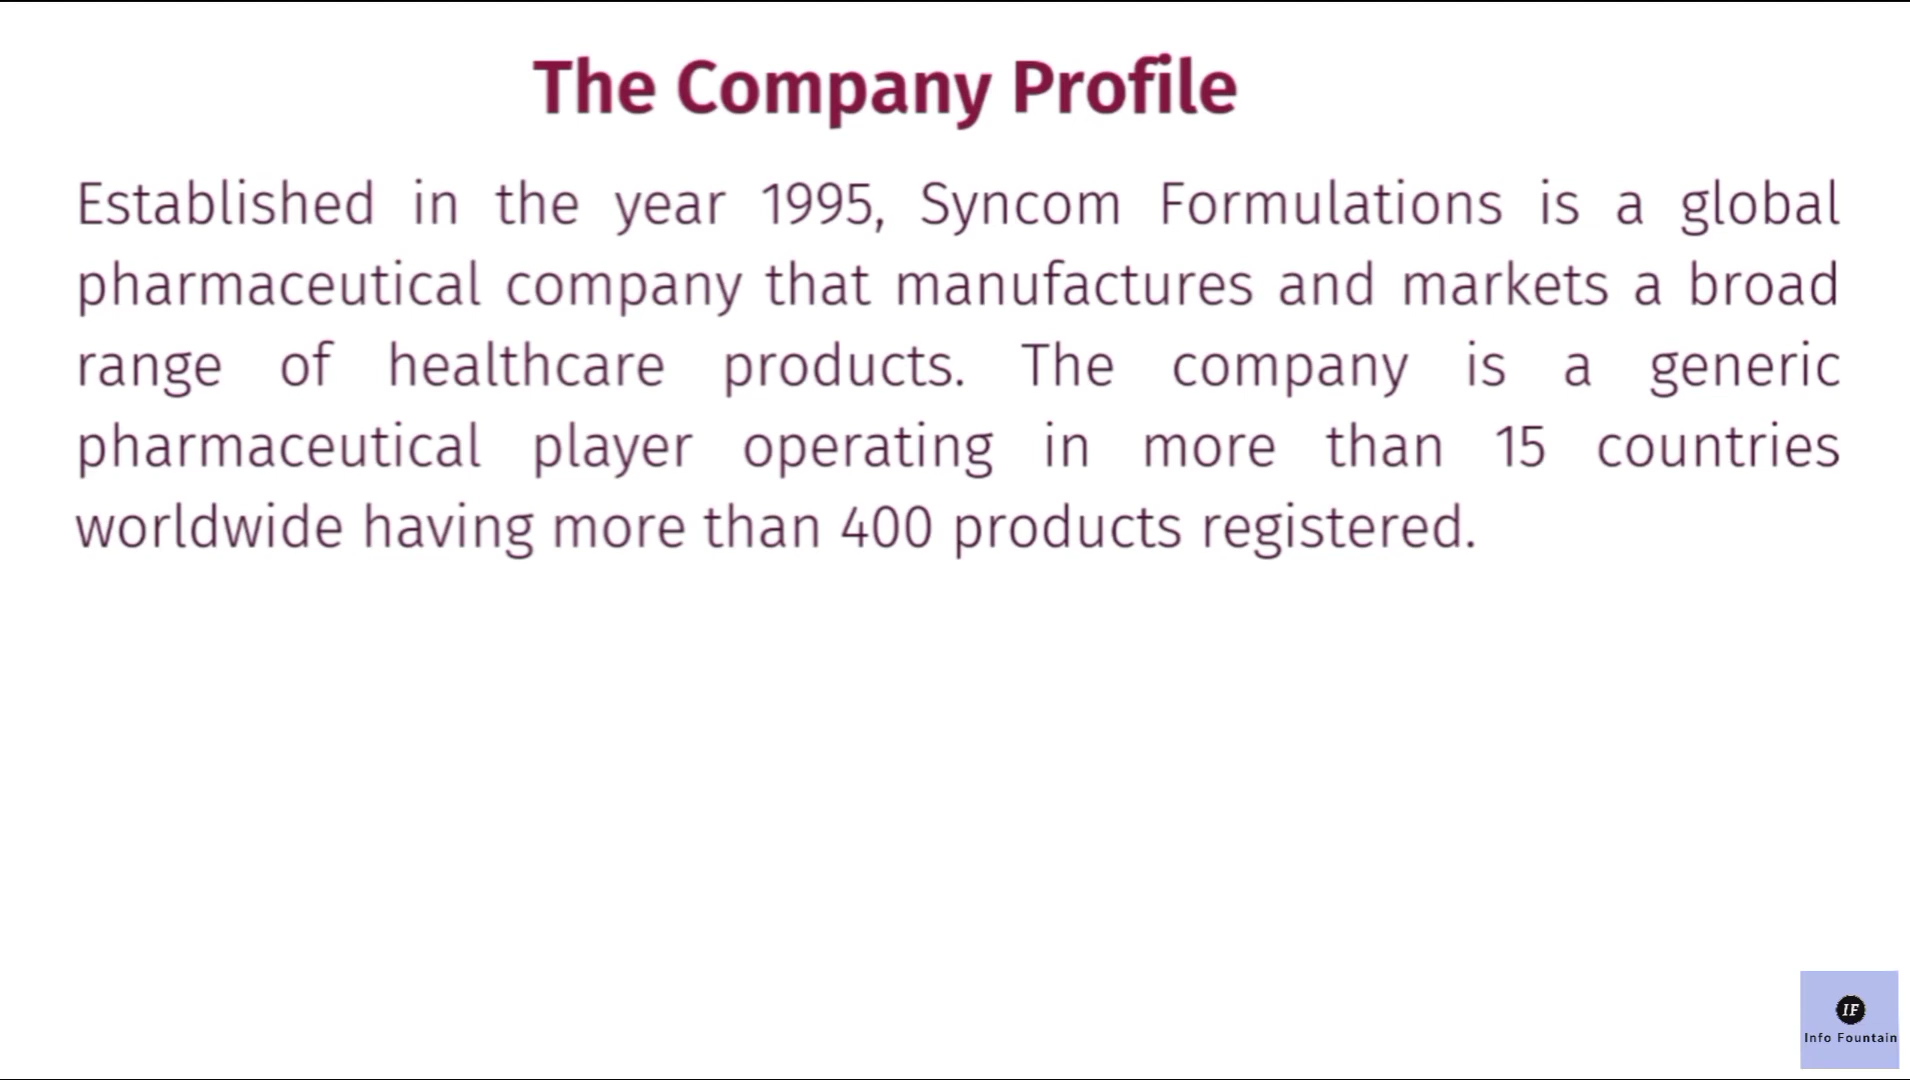 The Company Profile
Established in the year 1995, Syncom Formulations is a global
pharmaceutical company that manufactures and markets a broad
range of healthcare products. The company is a generic
pharmaceutical player operating in more than 15 countries
worldwide having more than 400 products registered.
IF
Info Fountain